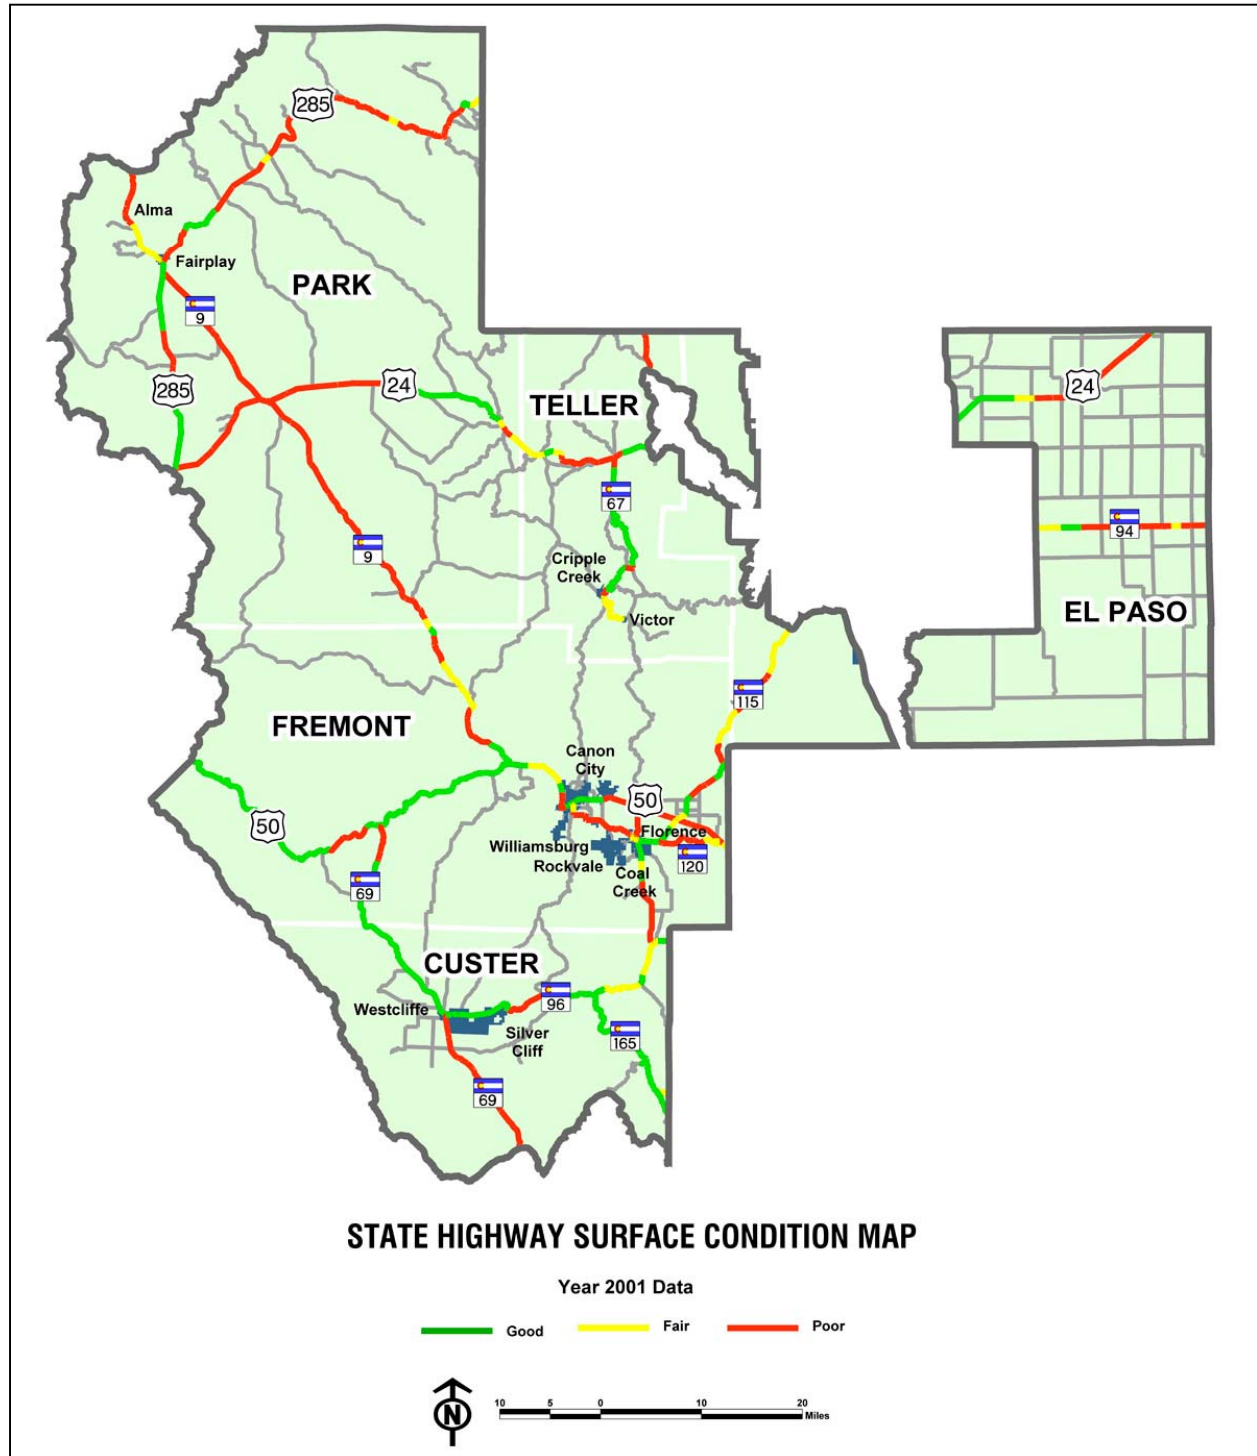 285
Alma
Fairplay
PARK
9
285
24
TELLER
24
67
9
Cripple
Creek
94
Victor
EL PASO
115
FREMONT
Canon
City
50
50
Florence
Williamsburg
Rockvale
120
69
Coal
Creek
CUSTER
96
Westcliffe
Silver
Cliff
165
69
STATE HIGHWAY SURFACE CONDITION MAP
Year 2001 Data
Good
Fair
Poor
N
10 5 0 10 20
Miles